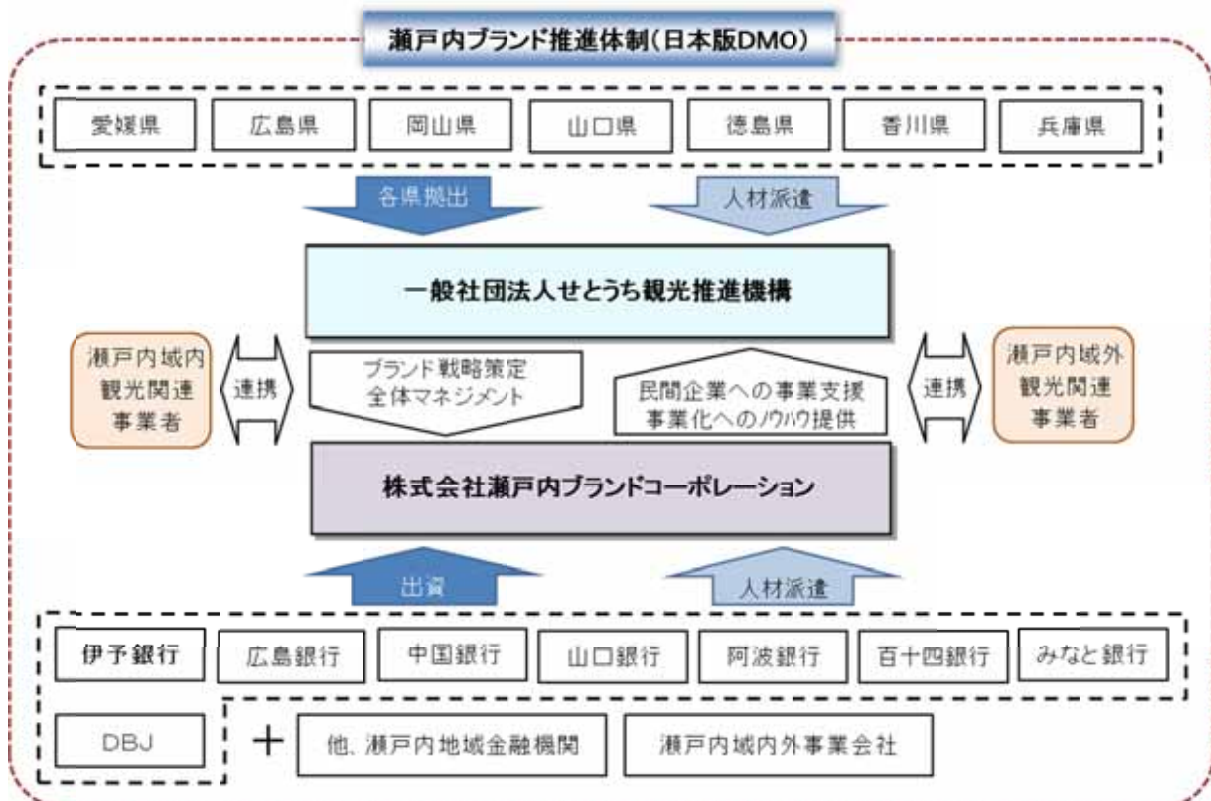 瀬戸内ブランド推進体制(日本版DMO)
愛媛県
広島県
岡山県
山口県
徳島県
香川県
兵庫県
各県拠出
人材派遣
一般社団法人せとうち観光推進機構
瀬戸内域内
観光関連
事業者
連携
ブランド戦略策定
全体マネジメント
民間企業への事業支援
事業化へのノウハウ提供
連携
瀬戸内域外
観光関連
事業者
株式会社瀬戸内ブランドコーポレーション
出資
人材派遣
伊予銀行
広島銀行
中国銀行
山口銀行
阿波銀行
百十四銀行
みなと銀行
DBJ
+
他、瀬戸内地域金融機関
瀬戸内域内外事業会社